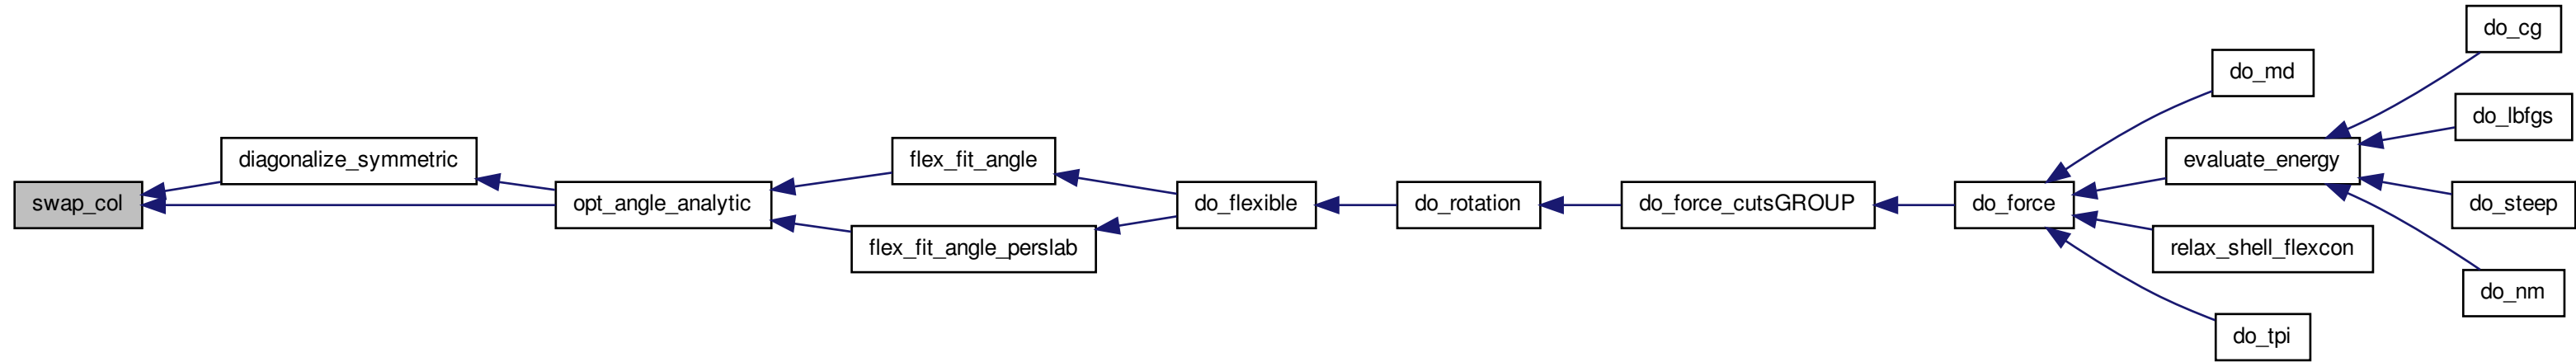 swap_col
diagonalize_symmetric
opt_angle_analytic
flex_fit_angle
flex_fit_angle_perslab
do_flexible
do_rotation
do_force_cutsGROUP
do_force
do_md
evaluate_energy
relax_shell_flexcon
do_tpi
do_cg
do_lbfgs
do_steep
do_nm